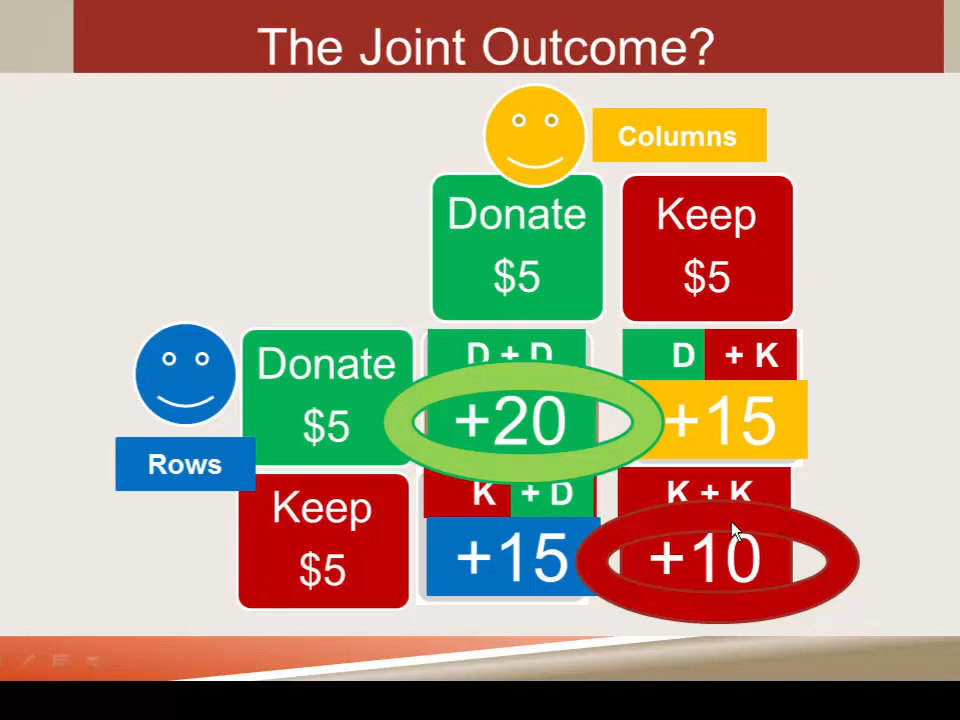 The Joint Outcome?
Columns
Donate
$5
Keep
$5
Rows
Donate
$5
D + D
+20
D + K
+15
Keep
$5
K + D
+15
K + K
+10